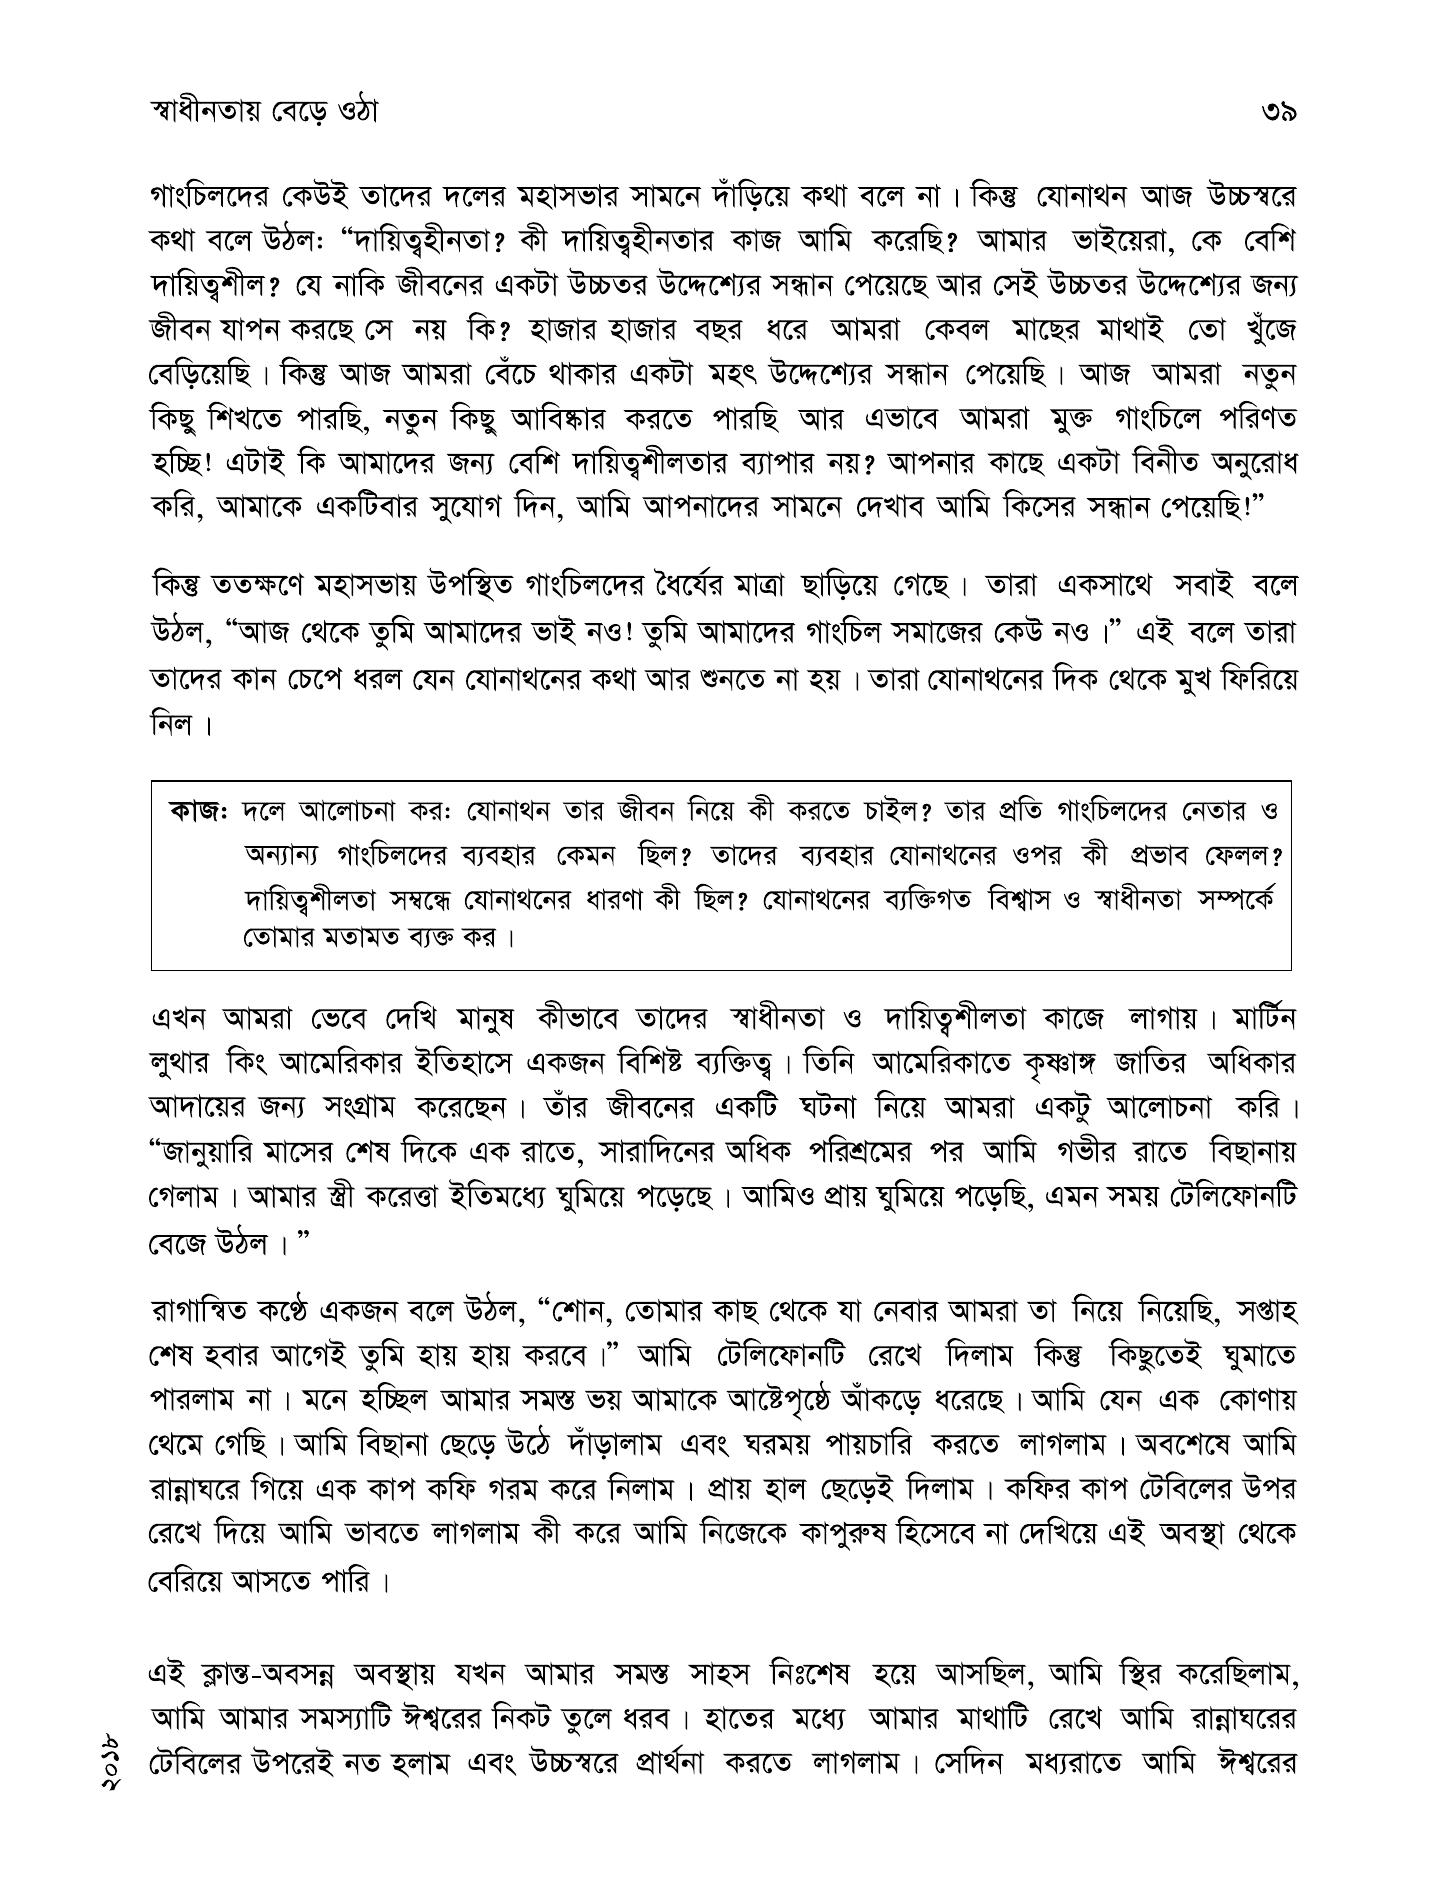 স্বাধীনতায় বেড়ে ওঠা ৩৯
গাংচিলদের কেউই তাদের দলের মহাসভার সামনে দাঁড়িয়ে কথা বলে না। কিন্তু যোনাথন আজ উচ্চস্বরে
কথা বলে উঠল: “দায়িত্বহীনতা? কী দায়িত্বহীনতার কাজ আমি করেছি? আমার ভাইয়েরা, কে বেশি
দায়িত্বশীল? যে নাকি জীবনের একটা উচ্চতর উদ্দেশ্যের সন্ধান পেয়েছে আর সেই উচ্চতর উদ্দেশ্যের জন্য
জীবন যাপন করছে সে নয় কি? হাজার হাজার বছর ধরে আমরা কেবল মাছের মাথাই তো খুঁজে
বেড়িয়েছি। কিন্তু আজ আমরা বেঁচে থাকার একটা মহৎ উদ্দেশ্যের সন্ধান পেয়েছি। আজ আমরা নতুন
কিছু শিখতে পারছি, নতুন কিছু আবিষ্কার করতে পারছি আর এভাবে আমরা মুক্ত গাংচিলে পরিণত
হচ্ছি! এটাই কি আমাদের জন্য বেশি দায়িত্বশীলতার ব্যাপার নয়? আপনার কাছে একটা বিনীত অনুরোধ
করি, আমাকে একটিবার সুযোগ দিন, আমি আপনাদের সামনে দেখাব আমি কিসের সন্ধান পেয়েছি!”
কিন্তু ততক্ষণে মহাসভায় উপস্থিত গাংচিলদের ধৈর্যের মাত্রা ছাড়িয়ে গেছে। তারা একসাথে সবাই বলে
উঠল, “আজ থেকে তুমি আমাদের ভাই নও! তুমি আমাদের গাংচিল সমাজের কেউ নও।” এই বলে তারা
তাদের কান চেপে ধরল যেন যোনাথনের কথা আর শুনতে না হয়। তারা যোনাথনের দিক থেকে মুখ ফিরিয়ে
নিল।
কাজ: দলে আলোচনা কর: যোনাথন তার জীবন নিয়ে কী করতে চাইল? তার প্রতি গাংচিলদের নেতার ও
অন্যান্য গাংচিলদের ব্যবহার কেমন ছিল? তাদের ব্যবহার যোনাথনের ওপর কী প্রভাব ফেলল?
দায়িত্বশীলতা সম্বন্ধে যোনাথনের ধারণা কী ছিল? যোনাথনের ব্যক্তিগত বিশ্বাস ও স্বাধীনতা সম্পর্কে
তোমার মতামত ব্যক্ত কর।
এখন আমরা ভেবে দেখি মানুষ কীভাবে তাদের স্বাধীনতা ও দায়িত্বশীলতা কাজে লাগায়। মার্টিন
লুথার কিং আমেরিকার ইতিহাসে একজন বিশিষ্ট ব্যক্তিত্ব। তিনি আমেরিকাতে কৃষ্ণাঙ্গ জাতির অধিকার
আদায়ের জন্য সংগ্রাম করেছেন। তাঁর জীবনের একটি ঘটনা নিয়ে আমরা একটু আলোচনা করি।
“জানুয়ারি মাসের শেষ দিকে এক রাতে, সারাদিনের অধিক পরিশ্রমের পর আমি গভীর রাতে বিছানায়
গেলাম। আমার স্ত্রী করেত্তা ইতিমধ্যে ঘুমিয়ে পড়েছে। আমিও প্রায় ঘুমিয়ে পড়েছি, এমন সময় টেলিফোনটি
বেজে উঠল। ”
রাগান্বিত কণ্ঠে একজন বলে উঠল, “শোন, তোমার কাছ থেকে যা নেবার আমরা তা নিয়ে নিয়েছি, সপ্তাহ
শেষ হবার আগেই তুমি হায় হায় করবে।” আমি টেলিফোনটি রেখে দিলাম কিন্তু কিছুতেই ঘুমাতে
পারলাম না। মনে হচ্ছিল আমার সমস্ত ভয় আমাকে আষ্টেপৃষ্ঠে আঁকড়ে ধরেছে। আমি যেন এক কোণায়
থেমে গেছি। আমি বিছানা ছেড়ে উঠে দাঁড়ালাম এবং ঘরময় পায়চারি করতে লাগলাম। অবশেষে আমি
রান্নাঘরে গিয়ে এক কাপ কফি গরম করে নিলাম। প্রায় হাল ছেড়েই দিলাম। কফির কাপ টেবিলের উপর
রেখে দিয়ে আমি ভাবতে লাগলাম কী করে আমি নিজেকে কাপুরুষ হিসেবে না দেখিয়ে এই অবস্থা থেকে
বেরিয়ে আসতে পারি।
এই ক্লান্ত-অবসন্ন অবস্থায় যখন আমার সমস্ত সাহস নিঃশেষ হয়ে আসছিল, আমি স্থির করেছিলাম,
আমি আমার সমস্যাটি ঈশ্বরের নিকট তুলে ধরব। হাতের মধ্যে আমার মাথাটি রেখে আমি রান্নাঘরের
টেবিলের উপরেই নত হলাম এবং উচ্চস্বরে প্রার্থনা করতে লাগলাম। সেদিন মধ্যরাতে আমি ঈশ্বরের
২০১৮